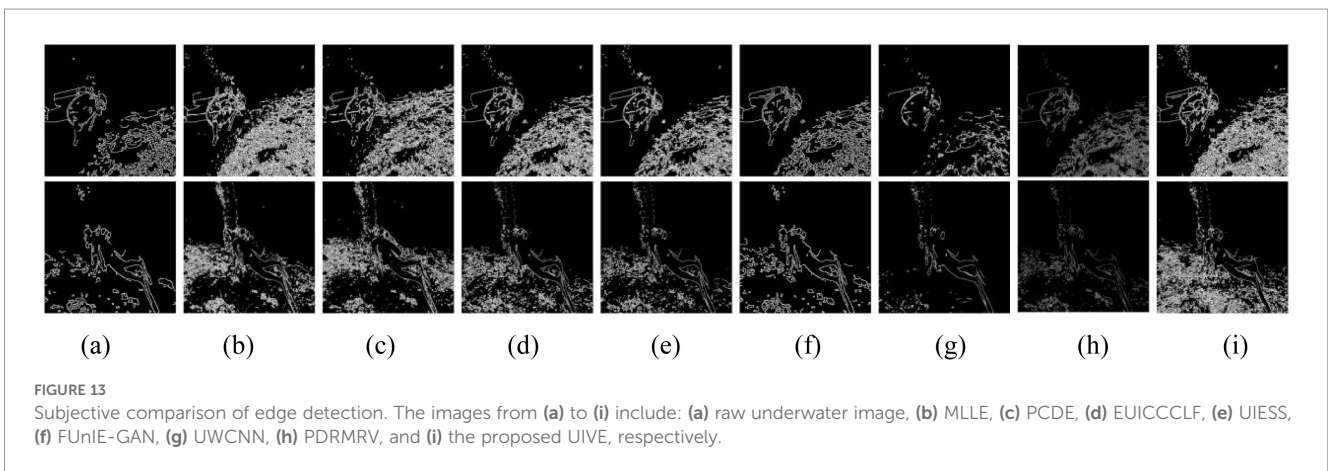 (a) (b) (c) (d) (e) (f) (g) (h) (i)
FIGURE 13
Subjective comparison of edge detection. The images from (a) to (i) include: (a) raw underwater image, (b) MLLE, (c) PCDE, (d) EUICCCLF, (e) UIESS,
(f) FUnIE-GAN, (g) UWCNN, (h) PDRMRV, and (i) the proposed UIVE, respectively.